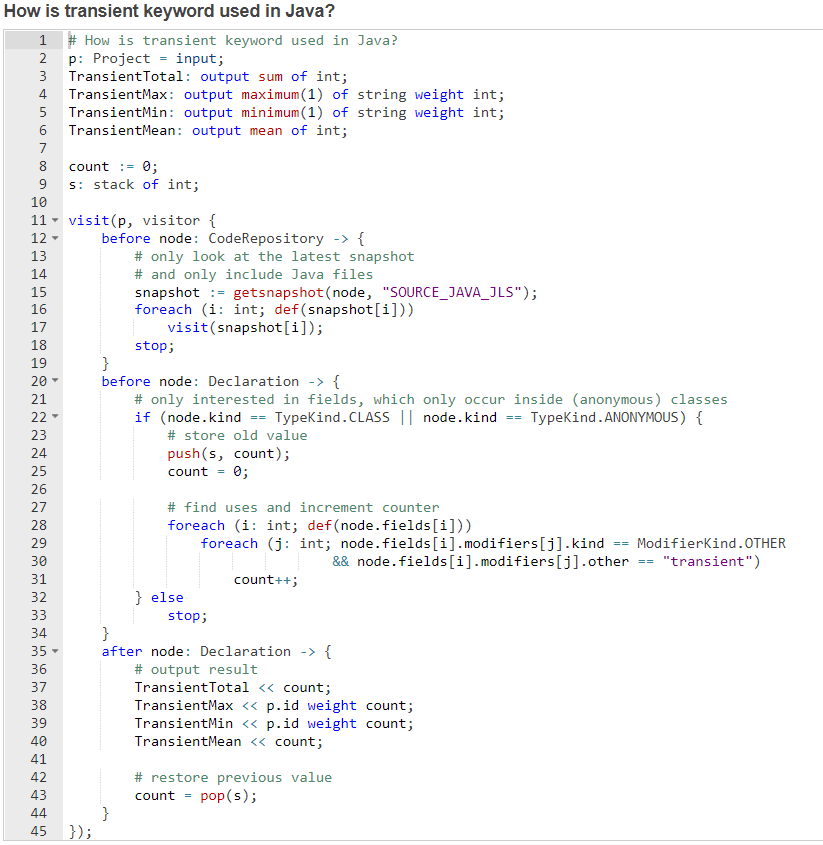 How is transient keyword used in Java?
1 # How is transient keyword used in Java?
2 p: Project = input;
3 TransientTotal: output sum of int;
4 TransientMax: output maximum(1) of string weight int;
5 TransientMin: output minimum(1) of string weight int;
6 TransientMean: output mean of int;
7
8 count := 0;
9 s: stack of int;
10
11 visit(p, visitor {
12     before node: CodeRepository -> {
13         # only look at the latest snapshot
14         # and only include Java files
15         snapshot := getsnapshot(node, "SOURCE_JAVA_JLS");
16         foreach (i: int; def(snapshot[i]))
17             visit(snapshot[i]);
18         stop;
19     }
20     before node: Declaration -> {
21         # only interested in fields, which only occur inside (anonymous) classes
22         if (node.kind == TypeKind.CLASS || node.kind == TypeKind.ANONYMOUS) {
23             # store old value
24             push(s, count);
25             count = 0;
26
27             # find uses and increment counter
28             foreach (i: int; def(node.fields[i]))
29                 foreach (j: int; node.fields[i].modifiers[j].kind == ModifierKind.OTHER
30                                 && node.fields[i].modifiers[j].other == "transient")
31                     count++;
32         } else
33             stop;
34     }
35     after node: Declaration -> {
36         # output result
37         TransientTotal << count;
38         TransientMax << p.id weight count;
39         TransientMin << p.id weight count;
40         TransientMean << count;
41
42         # restore previous value
43         count = pop(s);
44     }
45 });